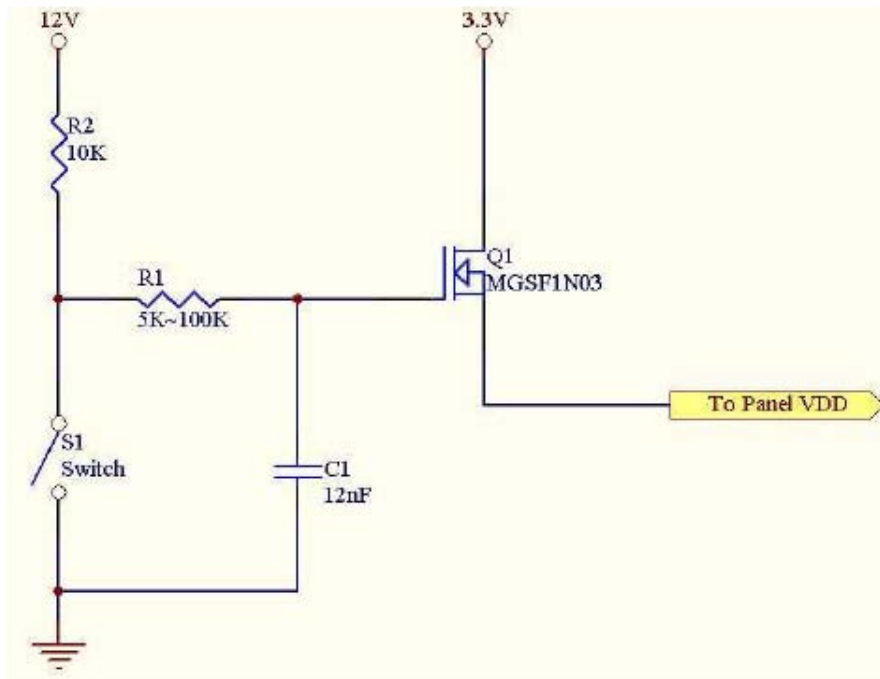 12V
3.3V
R2
10K
Q1
MGSF1N03
R1
5K~100K
To Panel VDD
S1
Switch
C1
12nF